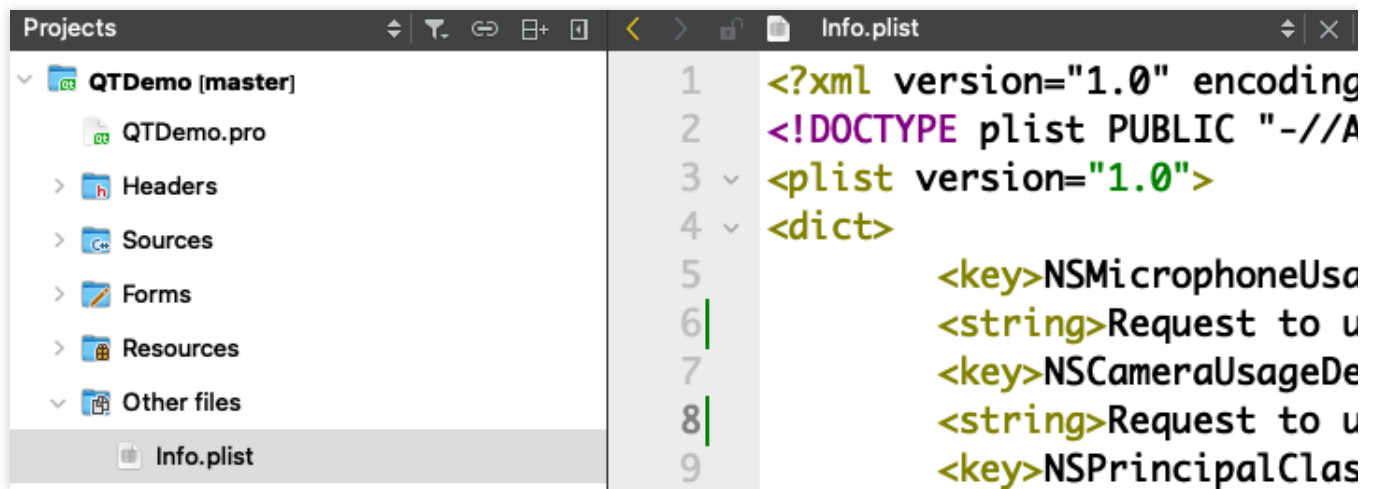 Projects
Info.plist
QTDemo [master]
QTDemo.pro
Headers
Sources
Forms
Resources
Other files
Info.plist
1 <?xml version="1.0" encoding
2 <!DOCTYPE plist PUBLIC "-//A
3 <plist version="1.0">
4 <dict>
5 <key>NSMicrophoneUsa
6 <string>Request to u
7 <key>NSCameraUsageDe
8 <string>Request to u
9 <key>NSPrincipalClas